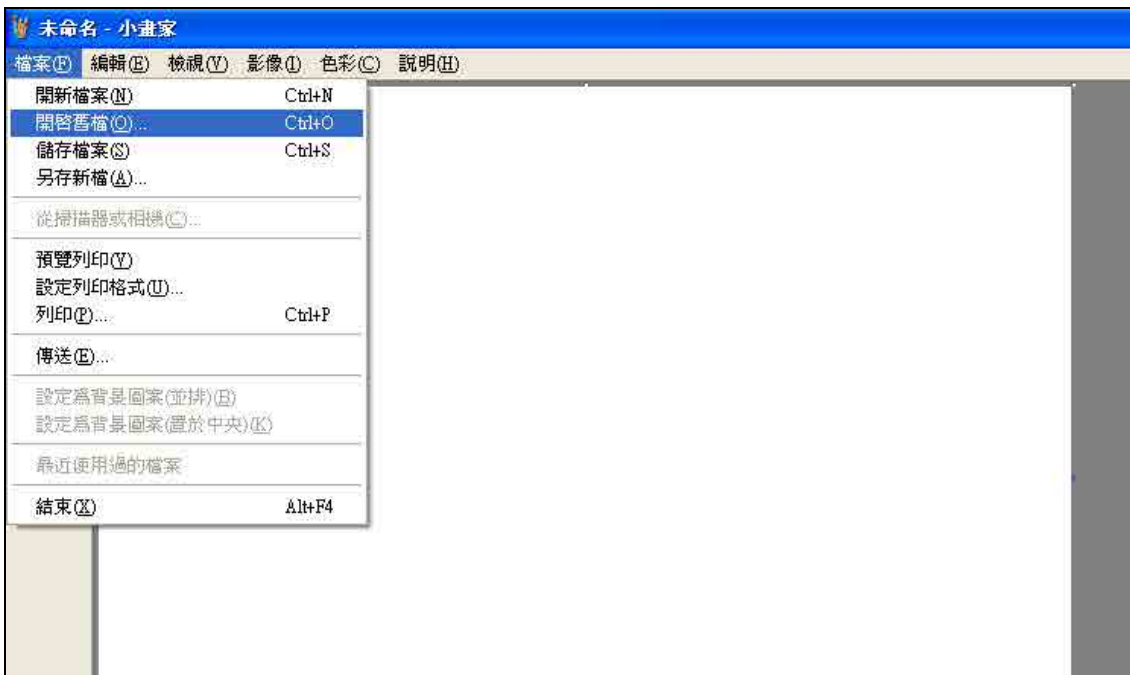 未命名 - 小畫家
檔案(F) 編輯(E) 檢視(V) 影像(I) 色彩(C) 說明(H)
開新檔案(N) Ctrl+N
開啓舊檔(O)... Ctrl+O
儲存檔案(S) Ctrl+S
另存新檔(A)...
從掃描器或相機(C)...
預覽列印(V)
設定列印格式(U)...
列印(P)... Ctrl+P
傳送(E)...
設定爲背景圖案(並排)(B)
設定爲背景圖案(置於中央)(K)
最近使用過的檔案
結束(X) Alt+F4